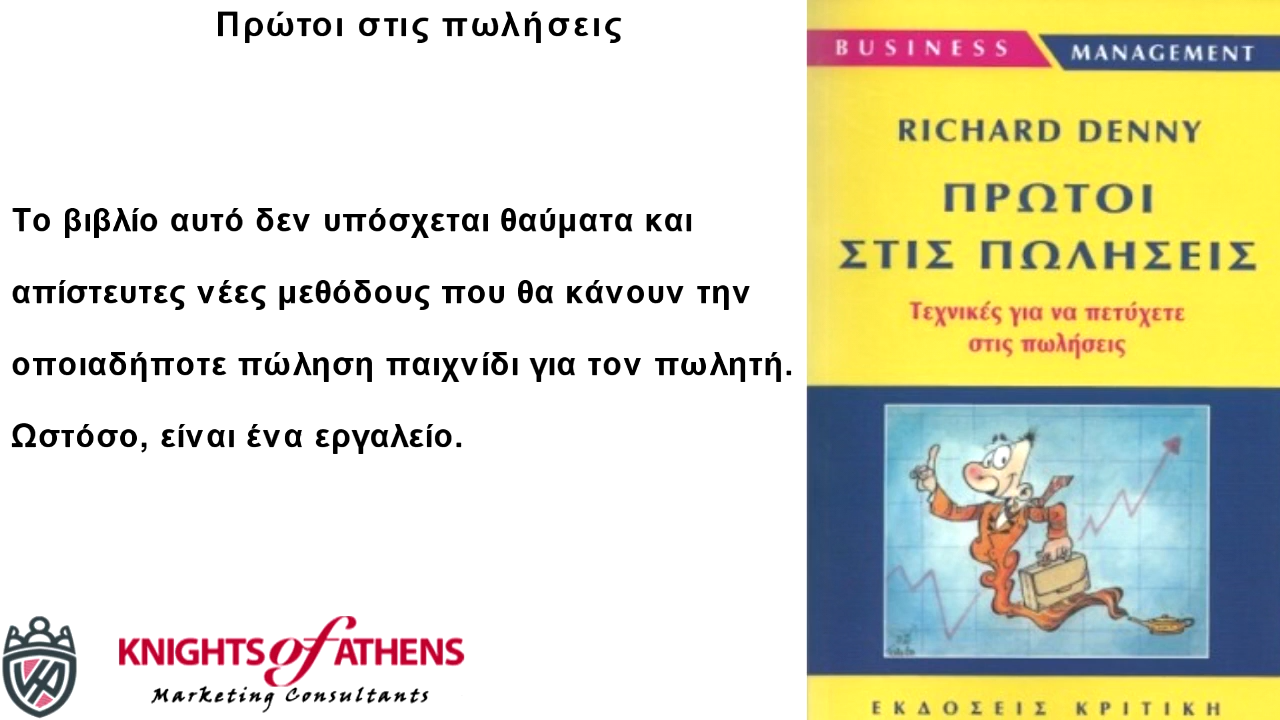 Πρώτοι στις πωλήσεις
Το βιβλίο αυτό δεν υπόσχεται θαύματα και
απίστευτες νέες μεθόδους που θα κάνουν την
οποιαδήποτε πώληση παιχνίδι για τον πωλητή.
Ωστόσο, είναι ένα εργαλείο.
KNIGHTS of ATHENS
Marketing Consultants
BUSINESS MANAGEMENT
RICHARD DENNY
ΠΡΩΤΟΙ
ΣΤΙΣ ΠΩΛΗΣΕΙΣ
Τεχνικές για να πετύχετε
στις πωλήσεις
ΕΚΔΟΣΕΙΣ ΚΡΙΤΙΚΗ